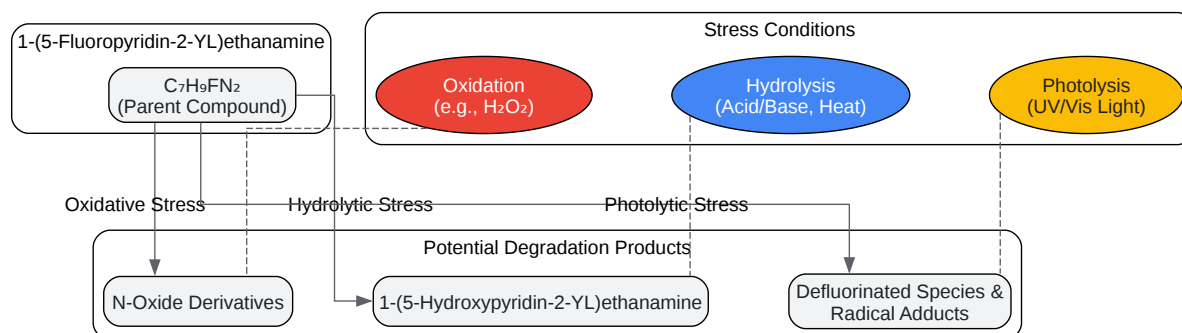 1-(5-Fluoropyridin-2-YL)ethanamine
C₇H₉FN₂
(Parent Compound)
Stress Conditions
Oxidation
(e.g., H₂O₂)
Hydrolysis
(Acid/Base, Heat)
Photolysis
(UV/Vis Light)
Oxidative Stress
Hydrolytic Stress
Photolytic Stress
Potential Degradation Products
N-Oxide Derivatives
1-(5-Hydroxypyridin-2-YL)ethanamine
Defluorinated Species &
Radical Adducts